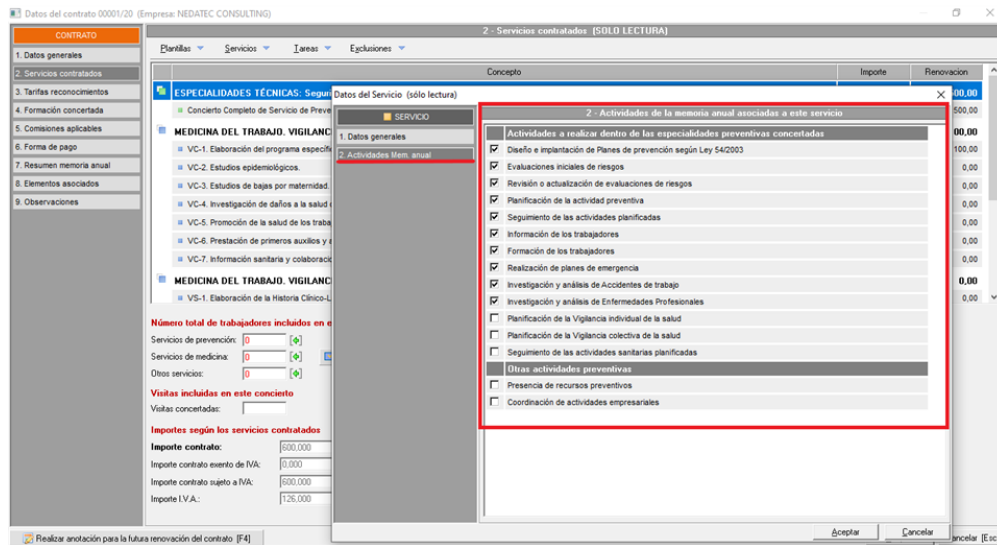 Datos del contrato 00001/20 (Empresa: NEDATEC CONSULTING)
CONTRATO
1. Datos generales
2. Servicios contratados
3. Tarifas reconocimientos
4. Formación concertada
5. Comisiones aplicables
6. Forma de pago
7. Resumen memoria anual
8. Elementos asociados
9. Observaciones
2 - Servicios contratados (SOLO LECTURA)
Plantillas Servicios Tareas Exclusiones
Concepto Importe Renovacion
ESPECIALIDADES TÉCNICAS: Segur 00,00
Concierto Completo de Servicio de Preve 500,00
MEDICINA DEL TRABAJO. VIGILANC 00,00
VC-1. Elaboración del programa específi 100,00
VC-2. Estudios epidemiológicos. 0,00
VC-3. Estudios de bajas por maternidad. 0,00
VC-4. Investigación de daños a la salud 0,00
VC-5. Promoción de la salud de los traba 0,00
VC-6. Prestación de primeros auxilios y a 0,00
VC-7. Información sanitaria y colaboració 0,00
MEDICINA DEL TRABAJO. VIGILANC 0,00
VS-1. Elaboración de la Historia Clínico-L 0,00
Número total de trabajadores incluidos en e
Servicios de prevención: 0
Servicios de medicina: 0
Otros servicios: 0
Visitas incluidas en este concierto
Visitas concertadas:
Importes según los servicios contratados
Importe contrato: 600,000
Importe contrato exento de IVA: 0,000
Importe contrato sujeto a IVA: 600,000
Importe I.V.A.: 126,000
Datos del Servicio (sólo lectura)
SERVICIO
1. Datos generales
2. Actividades Mem. anual
2 - Actividades de la memoria anual asociadas a este servicio
Actividades a realizar dentro de las especialidades preventivas concertadas
Diseño e implantación de Planes de prevención según Ley 54/2003
Evaluaciones iniciales de riesgos
Revisión o actualización de evaluaciones de riesgos
Planificación de la actividad preventiva
Seguimiento de las actividades planificadas
Información de los trabajadores
Formación de los trabajadores
Realización de planes de emergencia
Investigación y análisis de Accidentes de trabajo
Investigación y análisis de Enfermedades Profesionales
Planificación de la Vigilancia individual de la salud
Planificación de la Vigilancia colectiva de la salud
Seguimiento de las actividades sanitarias planificadas
Otras actividades preventivas
Presencia de recursos preventivos
Coordinación de actividades empresariales
Aceptar Cancelar
Realizar anotación para la futura renovación del contrato [F4]
ancelar [Esc